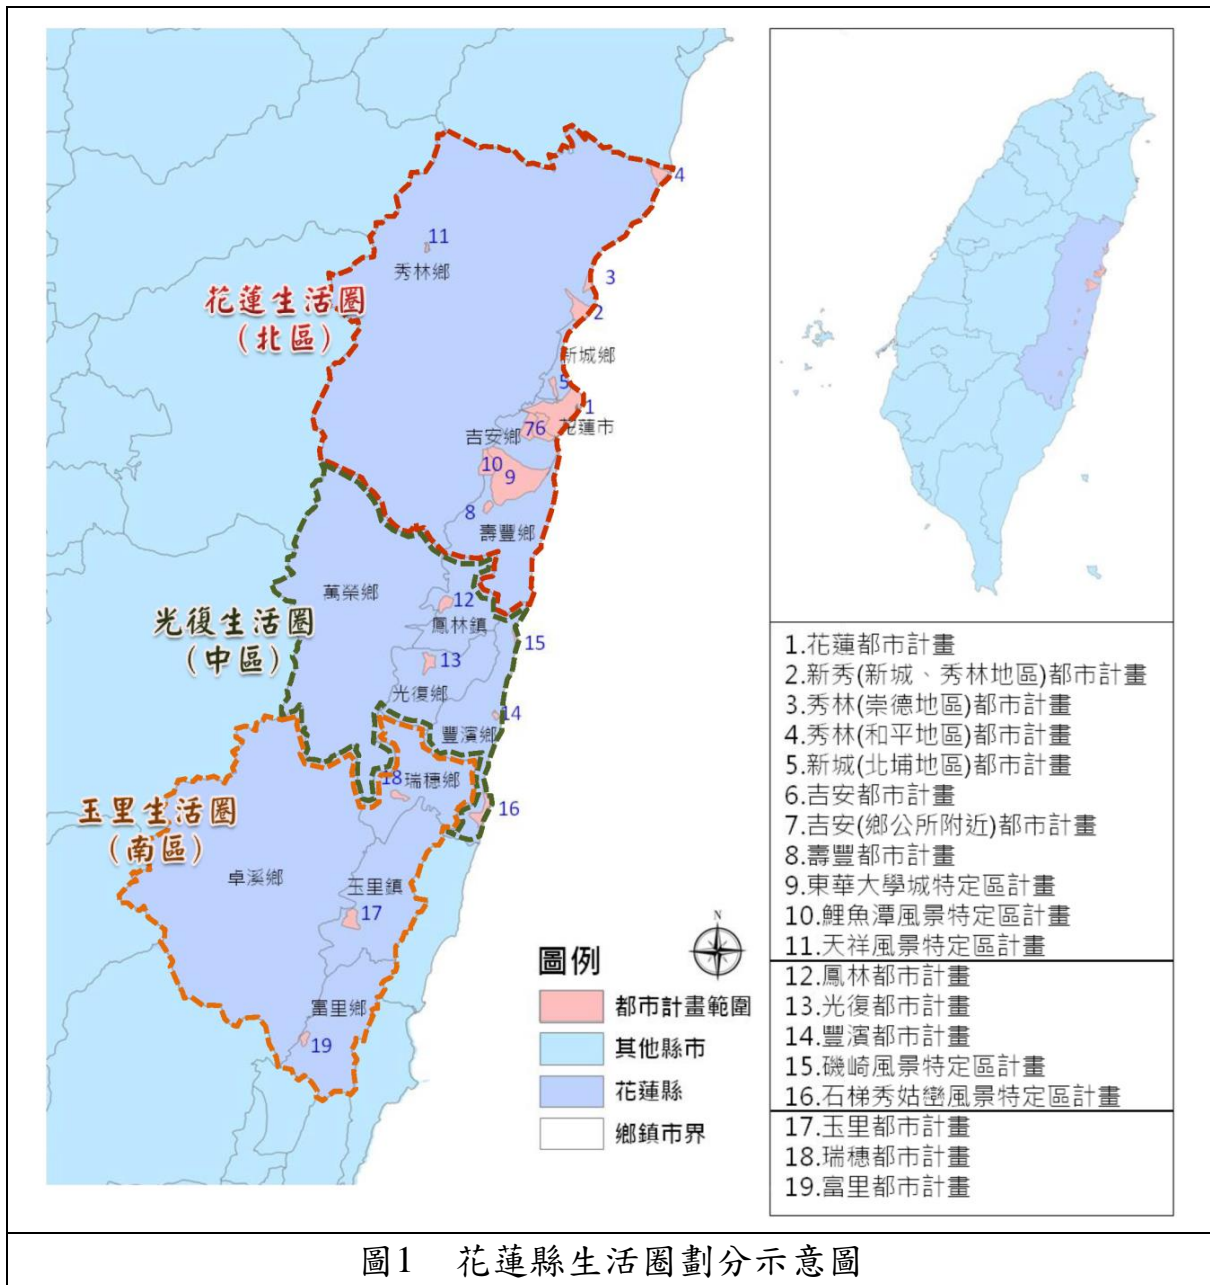 4
11
秀林鄉
3
花蓮生活圈
(北區)
2
新城鄉
5
1
76
花蓮市
吉安鄉
10
9
8
壽豐鄉
萬榮鄉
12
光復生活圈
(中區)
鳳林鎮
15
13
光復鄉
14
豐濱鄉
18
瑞穗鄉
16
玉里生活圈
(南區)
卓溪鄉
玉里鎮
17
富里鄉
19
N
圖例
都市計畫範圍
其他縣市
花蓮縣
鄉鎮市界
1.花蓮都市計畫
2.新秀(新城、秀林地區)都市計畫
3.秀林(崇德地區)都市計畫
4.秀林(和平地區)都市計畫
5.新城(北埔地區)都市計畫
6.吉安都市計畫
7.吉安(鄉公所附近)都市計畫
8.壽豐都市計畫
9.東華大學城特定區計畫
10.鯉魚潭風景特定區計畫
11.天祥風景特定區計畫
12.鳳林都市計畫
13.光復都市計畫
14.豐濱都市計畫
15.磯崎風景特定區計畫
16.石梯秀姑巒風景特定區計畫
17.玉里都市計畫
18.瑞穗都市計畫
19.富里都市計畫
圖1 花蓮縣生活圈劃分示意圖